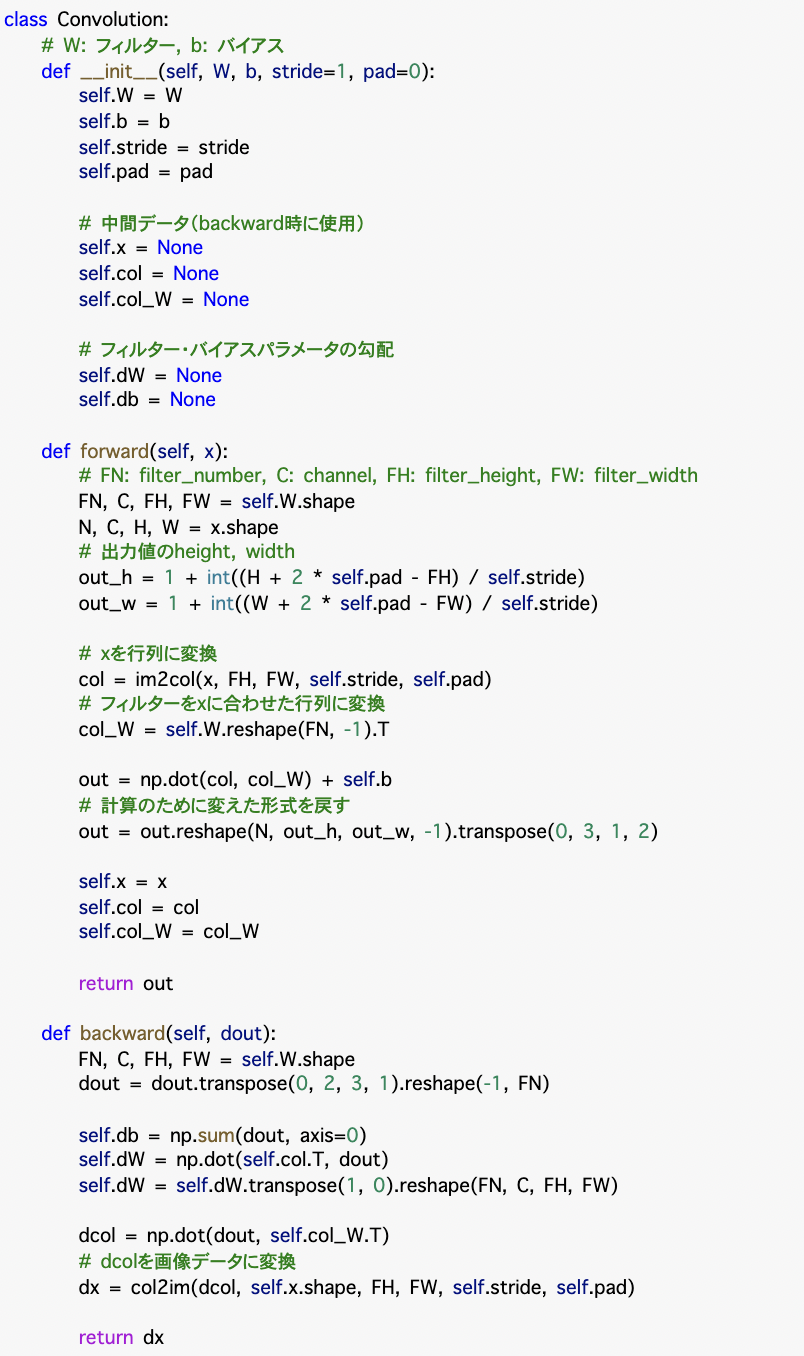 class Convolution:
    # W: フィルター, b: バイアス
    def __init__(self, W, b, stride=1, pad=0):
        self.W = W
        self.b = b
        self.stride = stride
        self.pad = pad

        # 中間データ（backward時に使用）
        self.x = None
        self.col = None
        self.col_W = None

        # フィルター・バイアスパラメータの勾配
        self.dW = None
        self.db = None

    def forward(self, x):
        # FN: filter_number, C: channel, FH: filter_height, FW: filter_width
        FN, C, FH, FW = self.W.shape
        N, C, H, W = x.shape
        # 出力値のheight, width
        out_h = 1 + int((H + 2 * self.pad - FH) / self.stride)
        out_w = 1 + int((W + 2 * self.pad - FW) / self.stride)

        # xを行列に変換
        col = im2col(x, FH, FW, self.stride, self.pad)
        # フィルターをxに合わせた行列に変換
        col_W = self.W.reshape(FN, -1).T

        out = np.dot(col, col_W) + self.b
        # 計算のために変えた形式を戻す
        out = out.reshape(N, out_h, out_w, -1).transpose(0, 3, 1, 2)

        self.x = x
        self.col = col
        self.col_W = col_W

        return out

    def backward(self, dout):
        FN, C, FH, FW = self.W.shape
        dout = dout.transpose(0, 2, 3, 1).reshape(-1, FN)

        self.db = np.sum(dout, axis=0)
        self.dW = np.dot(self.col.T, dout)
        self.dW = self.dW.transpose(1, 0).reshape(FN, C, FH, FW)

        dcol = np.dot(dout, self.col_W.T)
        # dcolを画像データに変換
        dx = col2im(dcol, self.x.shape, FH, FW, self.stride, self.pad)

        return dx